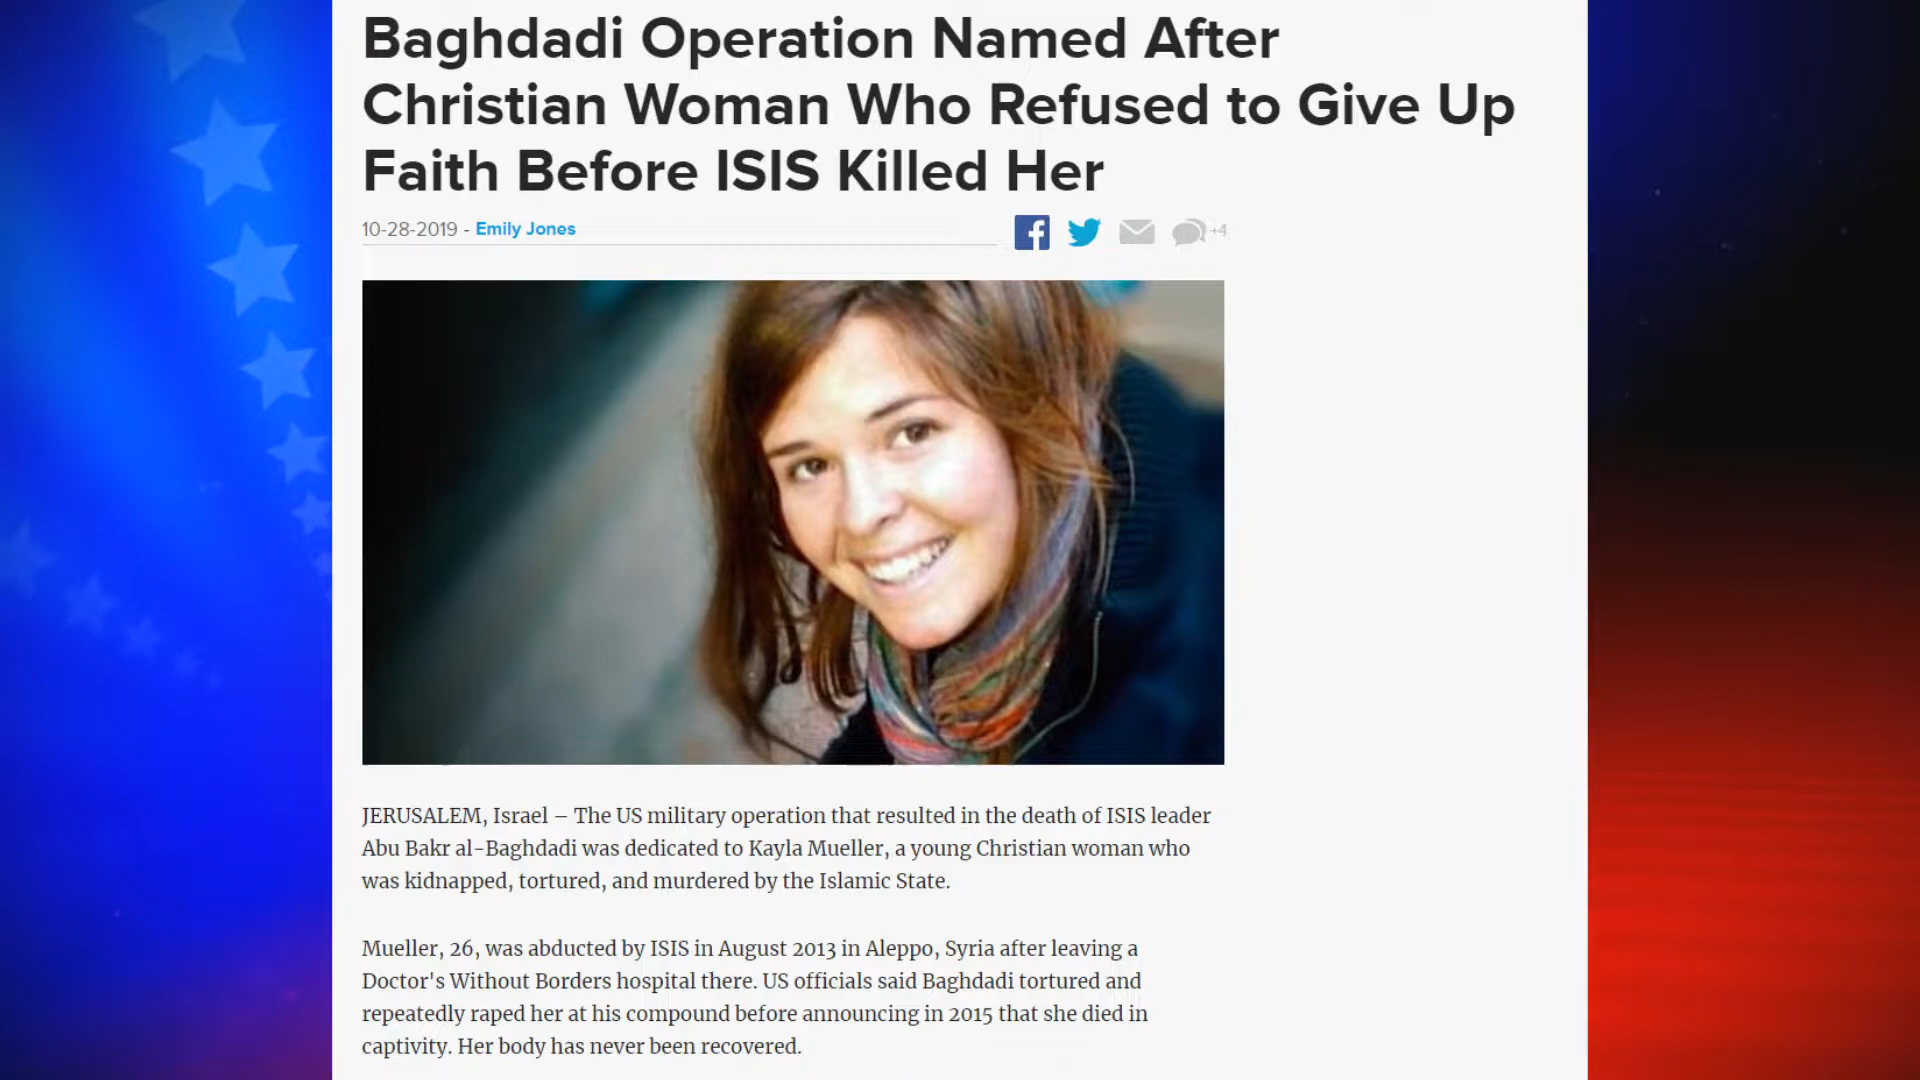 Baghdadi Operation Named After
Christian Woman Who Refused to Give Up
Faith Before ISIS Killed Her
10-28-2019 - Emily Jones
+4
JERUSALEM, Israel – The US military operation that resulted in the death of ISIS leader
Abu Bakr al-Baghdadi was dedicated to Kayla Mueller, a young Christian woman who
was kidnapped, tortured, and murdered by the Islamic State.
Mueller, 26, was abducted by ISIS in August 2013 in Aleppo, Syria after leaving a
Doctor's Without Borders hospital there. US officials said Baghdadi tortured and
repeatedly raped her at his compound before announcing in 2015 that she died in
captivity. Her body has never been recovered.